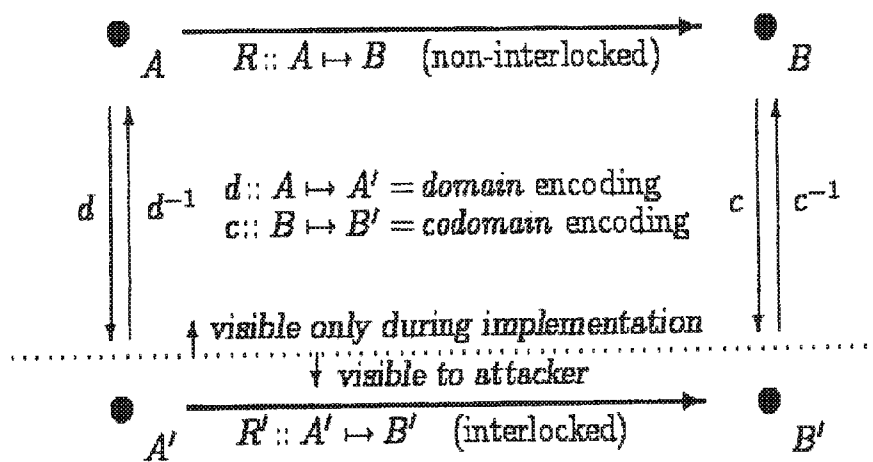 A R :: A ↦ B (non-interlocked) B
d d⁻¹ d :: A ↦ A′ = domain encoding c c⁻¹
c :: B ↦ B′ = codomain encoding
↑ visible only during implementation
↓ visible to attacker
A′ R′ :: A′ ↦ B′ (interlocked) B′